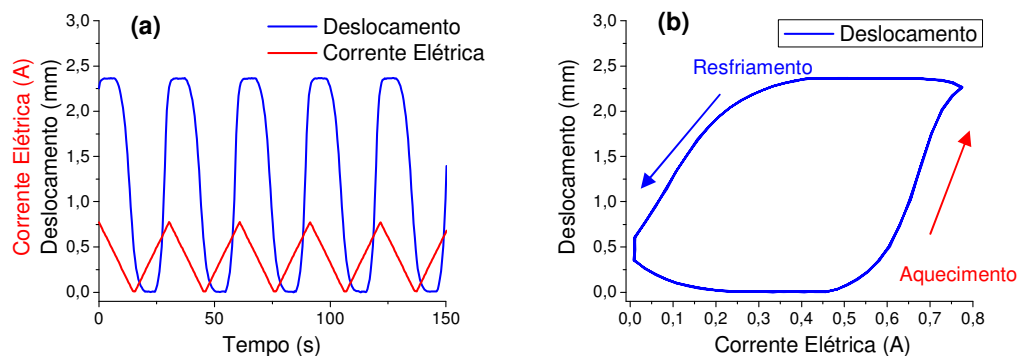 (a)
Deslocamento
Corrente Elétrica
Corrente Elétrica (A)
Deslocamento (mm)
3,0
2,5
2,0
1,5
1,0
0,5
0,0
0 50 100 150
Tempo (s)
(b)
Deslocamento
Resfriamento
Aquecimento
Deslocamento (mm)
3,0
2,5
2,0
1,5
1,0
0,5
0,0
0,0 0,1 0,2 0,3 0,4 0,5 0,6 0,7 0,8
Corrente Elétrica (A)